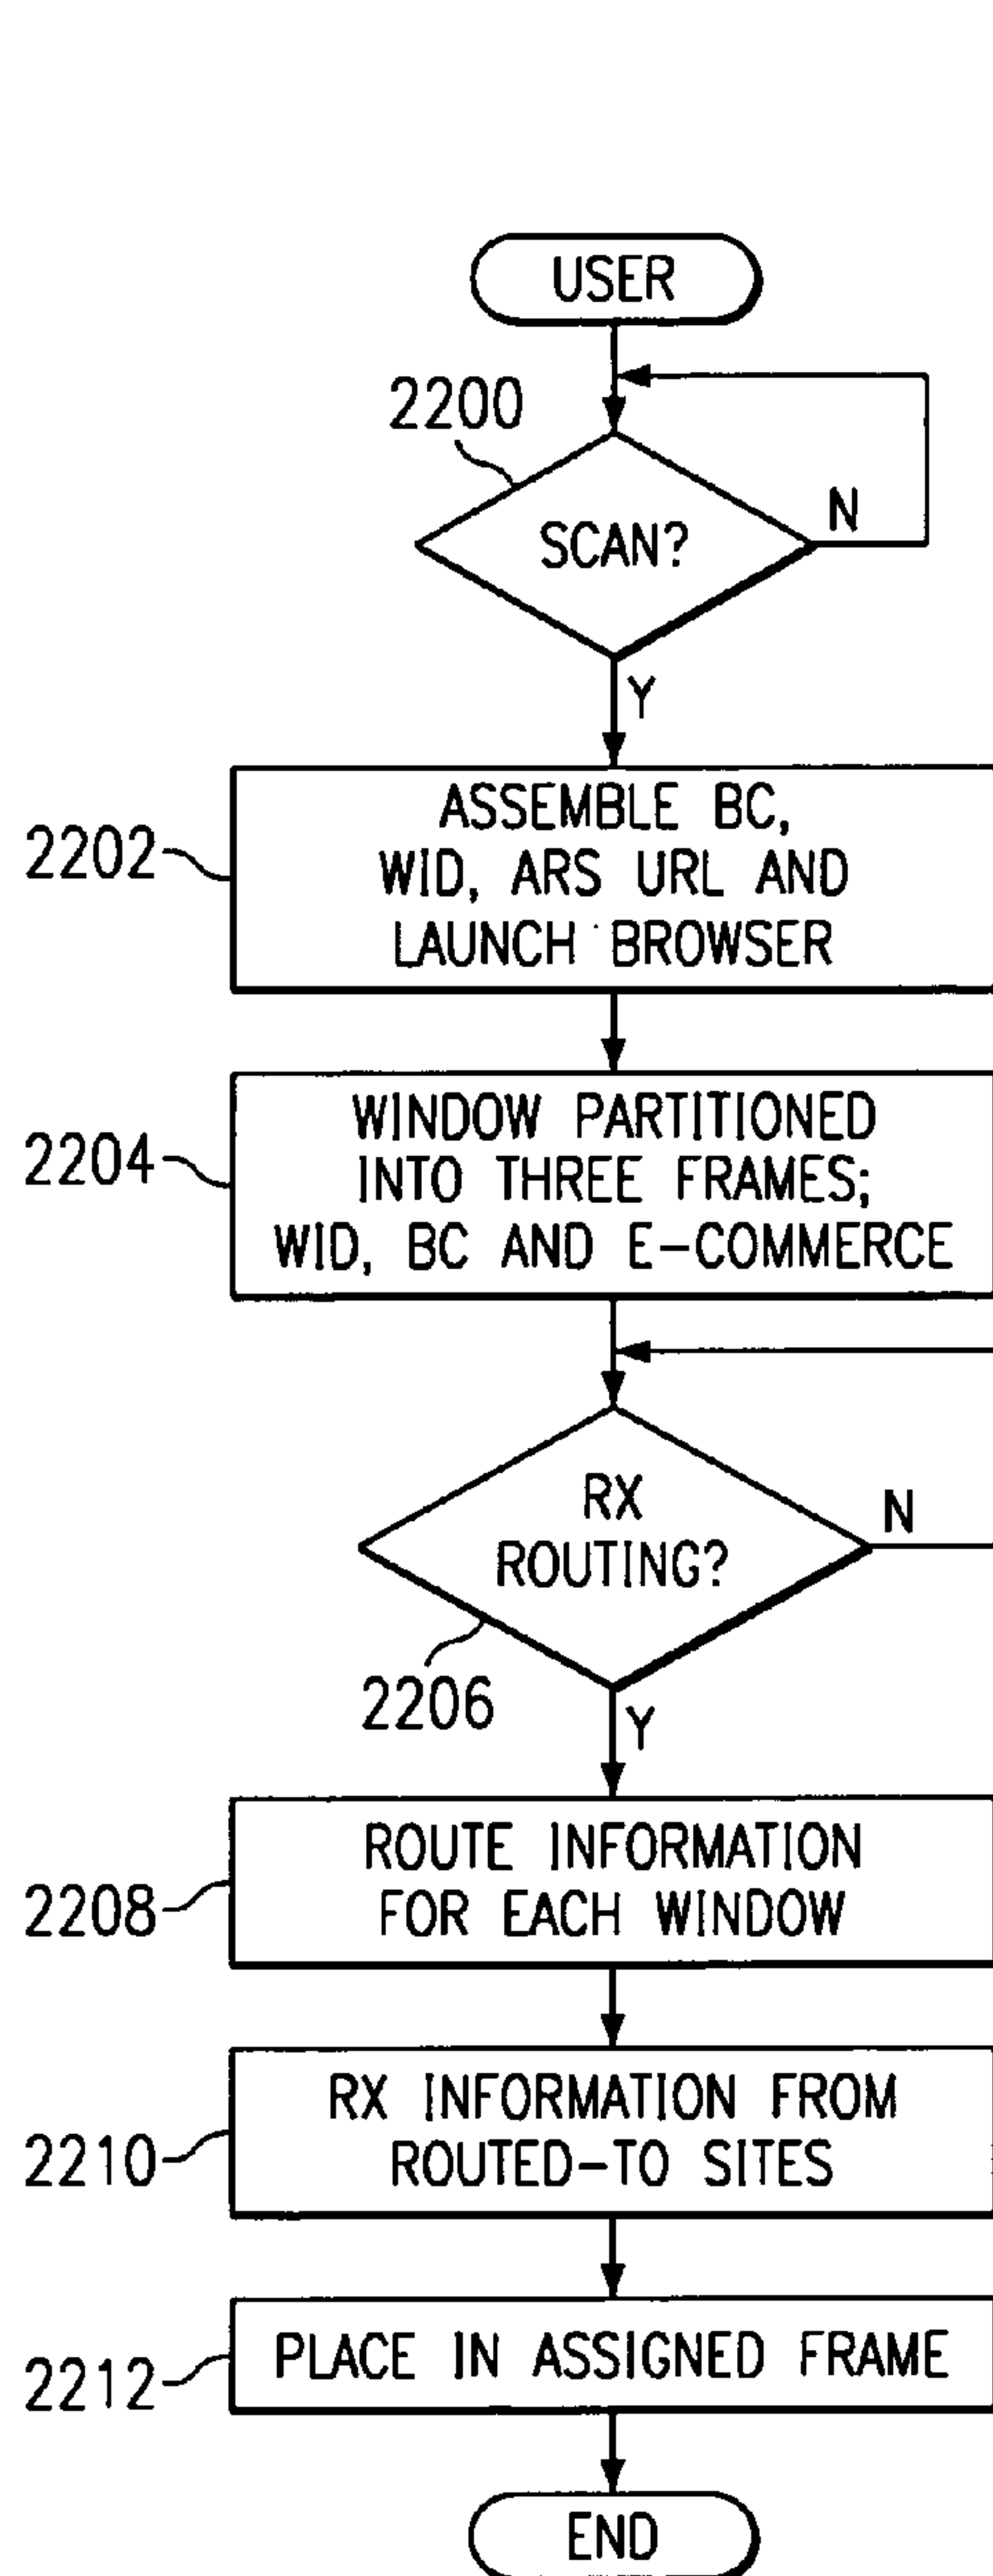 USER
2200
SCAN?
N
Y
2202
ASSEMBLE BC,
WID, ARS URL AND
LAUNCH BROWSER
2204
WINDOW PARTITIONED
INTO THREE FRAMES;
WID, BC AND E-COMMERCE
RX
ROUTING?
N
2206
Y
2208
ROUTE INFORMATION
FOR EACH WINDOW
2210
RX INFORMATION FROM
ROUTED-TO SITES
2212
PLACE IN ASSIGNED FRAME
END